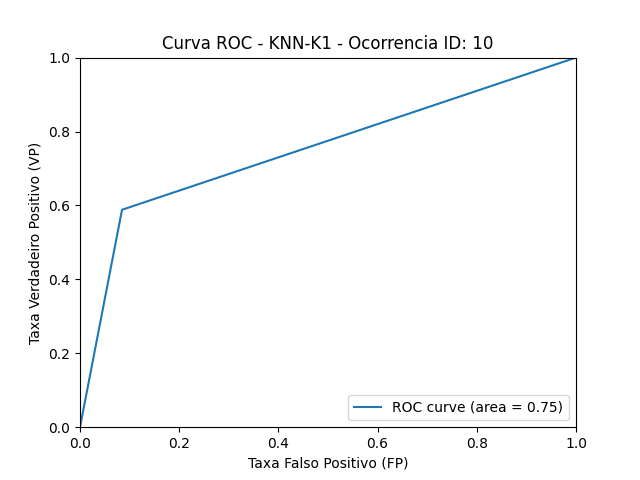 Curva ROC - KNN-K1 - Ocorrencia ID: 10
Taxa Verdadeiro Positivo (VP)
1.0
0.8
0.6
0.4
0.2
0.0
ROC curve (area = 0.75)
0.0 0.2 0.4 0.6 0.8 1.0
Taxa Falso Positivo (FP)